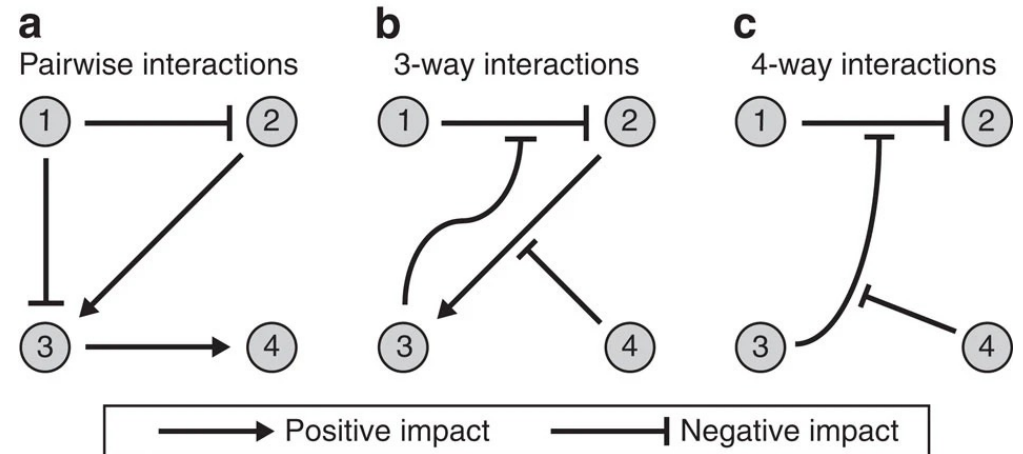 a
Pairwise interactions
1
2
3
4
b
3-way interactions
1
2
3
4
c
4-way interactions
1
2
3
4
Positive impact
Negative impact